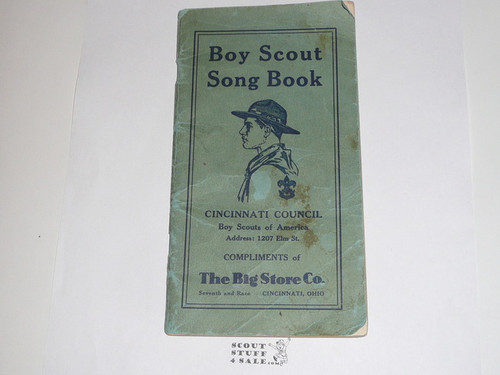 Boy Scout
Song Book
CINCINNATI COUNCIL
Boy Scouts of America
Address: 1207 Elm St.
COMPLIMENTS of
The Big Store Co.
Seventh and Race CINCINNATI, OHIO
SCOUT
STUFF
4 SALE.com